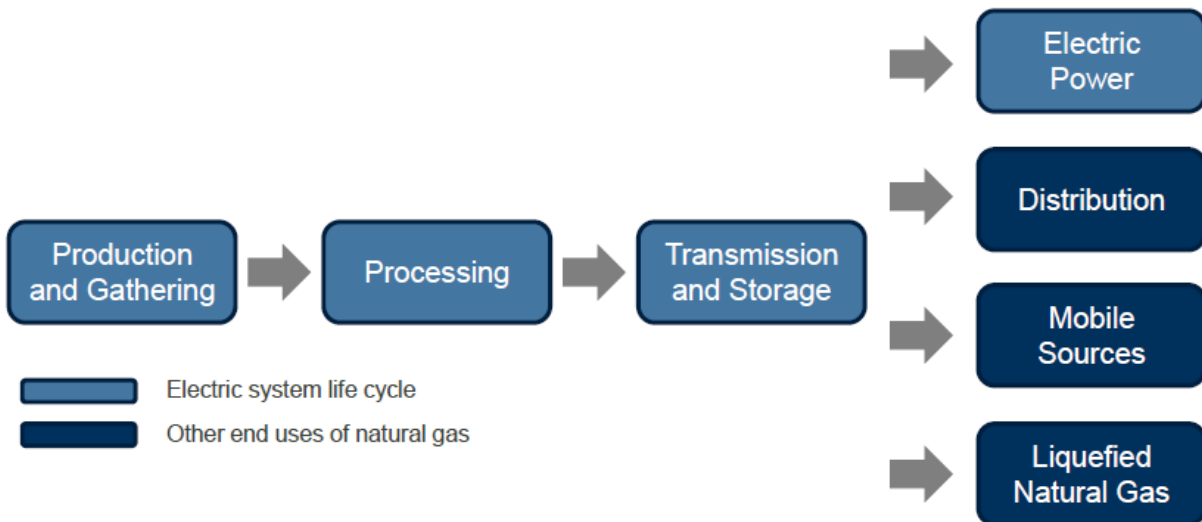 Electric
Power
Distribution
Production
and Gathering
Processing
Transmission
and Storage
Mobile
Sources
Electric system life cycle
Other end uses of natural gas
Liquefied
Natural Gas